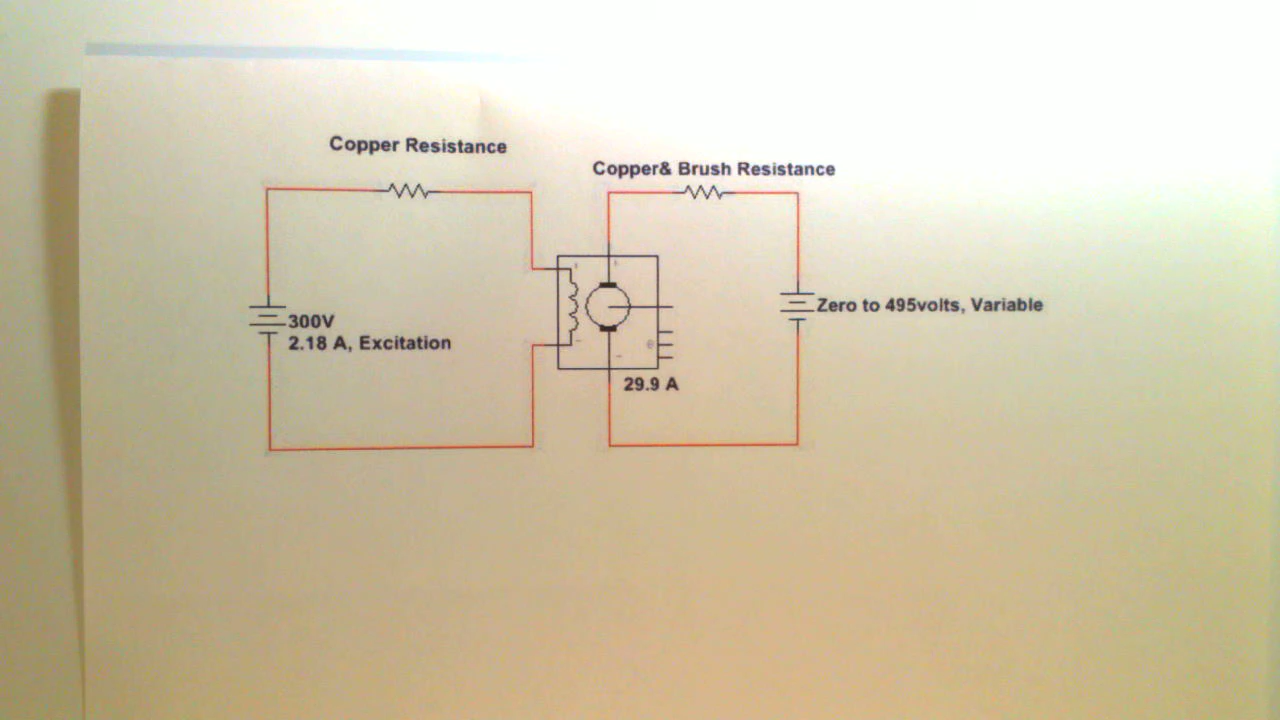 Copper Resistance
Copper& Brush Resistance
300V
2.18 A, Excitation
Zero to 495volts, Variable
29.9 A